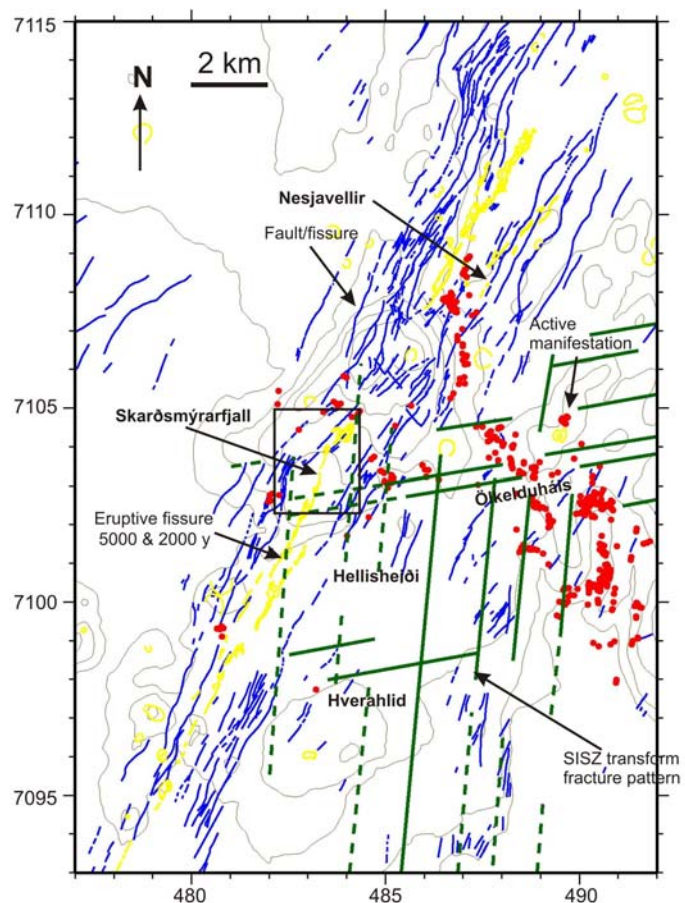 7115
N
2 km
7110
Nesjavellir
Fault/fissure
Active
manifestation
7105
Skarðsmýrarfjall
Ölkelduháls
Eruptive fissure
5000 & 2000 y
Hellisheiði
7100
Hverahlid
SISZ transform
fracture pattern
7095
480
485
490